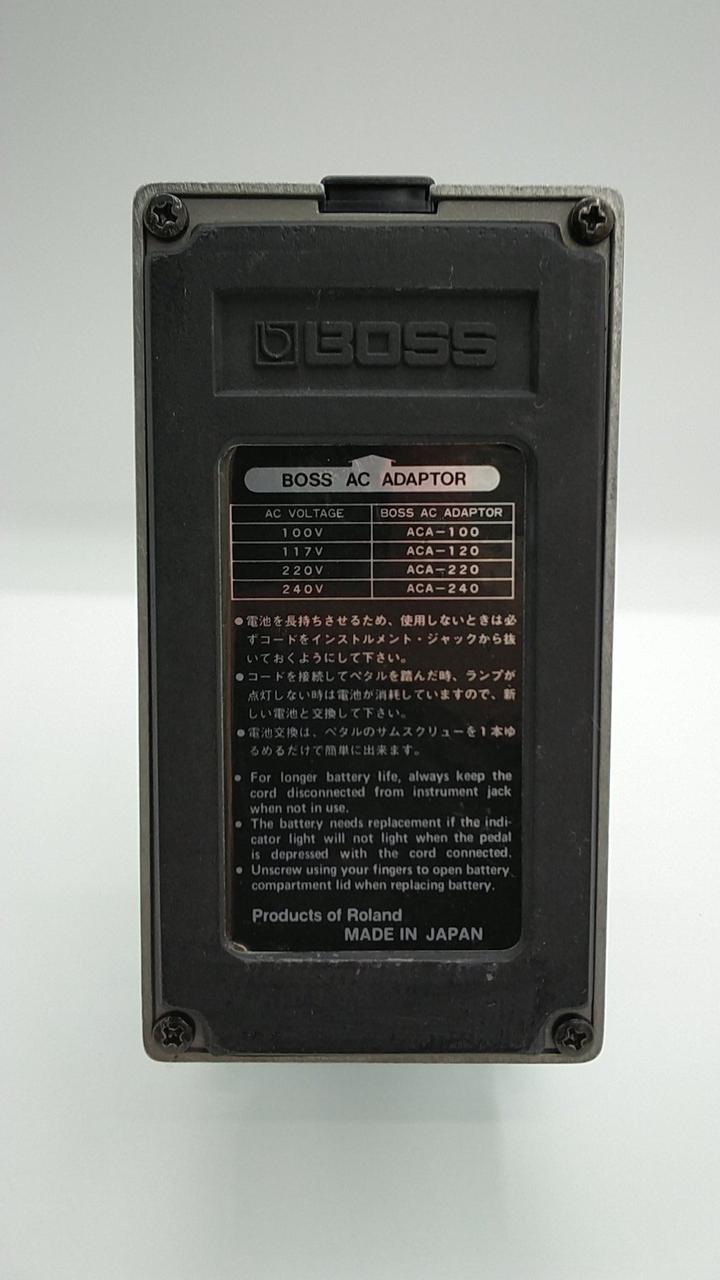 BOSS
BOSS AC ADAPTOR
AC VOLTAGE BOSS AC ADAPTOR
100V ACA-100
117V ACA-120
220V ACA-220
240V ACA-240
●電池を長持ちさせるため、使用しないときは必
ずコードをインストルメント・ジャックから抜
いておくようにして下さい。
●コードを接続してペタルを踏んだ時、ランプが
点灯しない時は電池が消耗していますので、新
しい電池と交換して下さい。
●電池交換は、ペタルのサムスクリューを1本ゆ
るめるだけで簡単に出来ます。
● For longer battery life, always keep the
cord disconnected from instrument jack
when not in use.
● The battery needs replacement if the indi-
cator light will not light when the pedal
is depressed with the cord connected.
● Unscrew using your fingers to open battery
compartment lid when replacing battery.
Products of Roland
MADE IN JAPAN